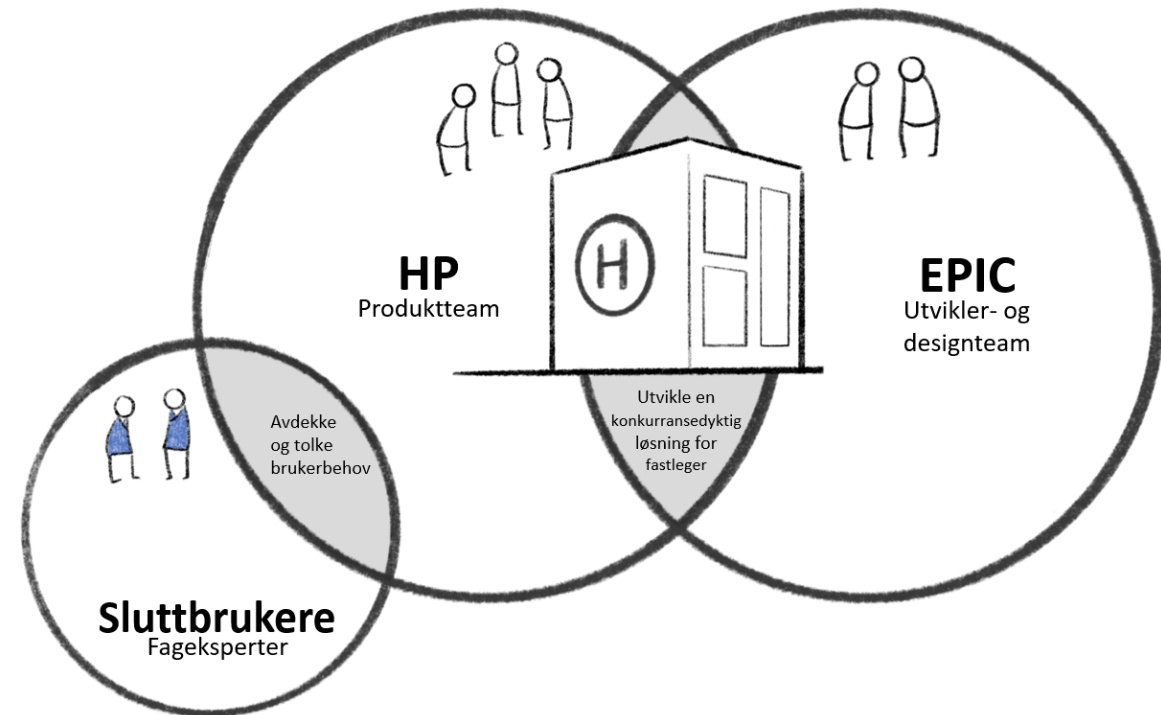 HP
Produktteam
H
EPIC
Utvikler- og
designteam
Utvikle en
konkurransedyktig
løsning for
fastleger
Avdekke
og tolke
brukerbehov
Sluttbrukere
Fageksperter